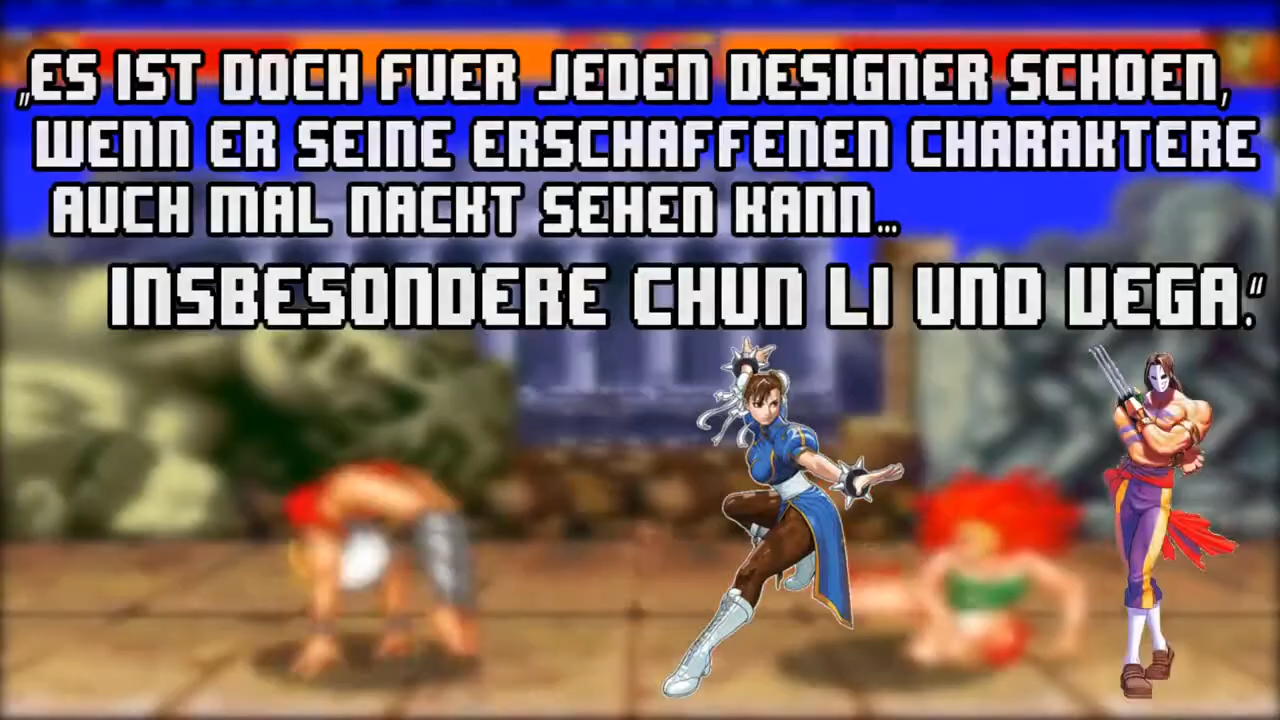 „ES IST DOCH FUER JEDEN DESIGNER SCHOEN,
WENN ER SEINE ERSCHAFFENEN CHARAKTERE
AUCH MAL NACKT SEHEN KANN...
INSBESONDERE CHUN LI UND VEGA.“